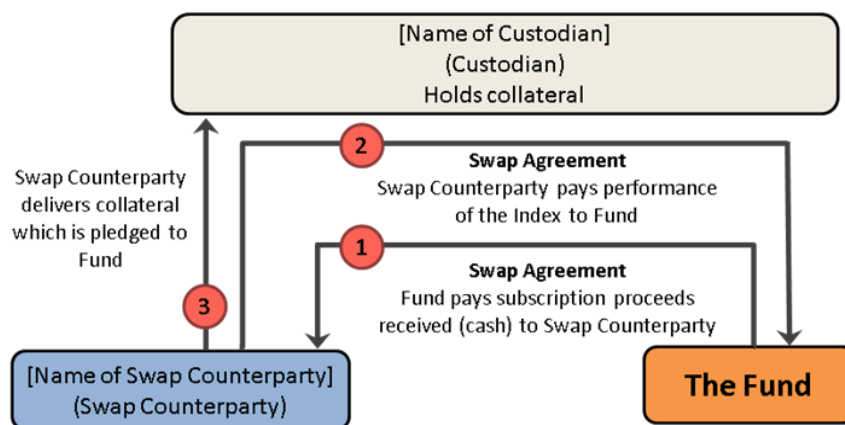 [Name of Custodian]
(Custodian)
Holds collateral
2
Swap Agreement
Swap Counterparty pays performance
of the Index to Fund
Swap Counterparty
delivers collateral
which is pledged to
Fund
1
Swap Agreement
Fund pays subscription proceeds
received (cash) to Swap Counterparty
3
[Name of Swap Counterparty]
(Swap Counterparty)
The Fund